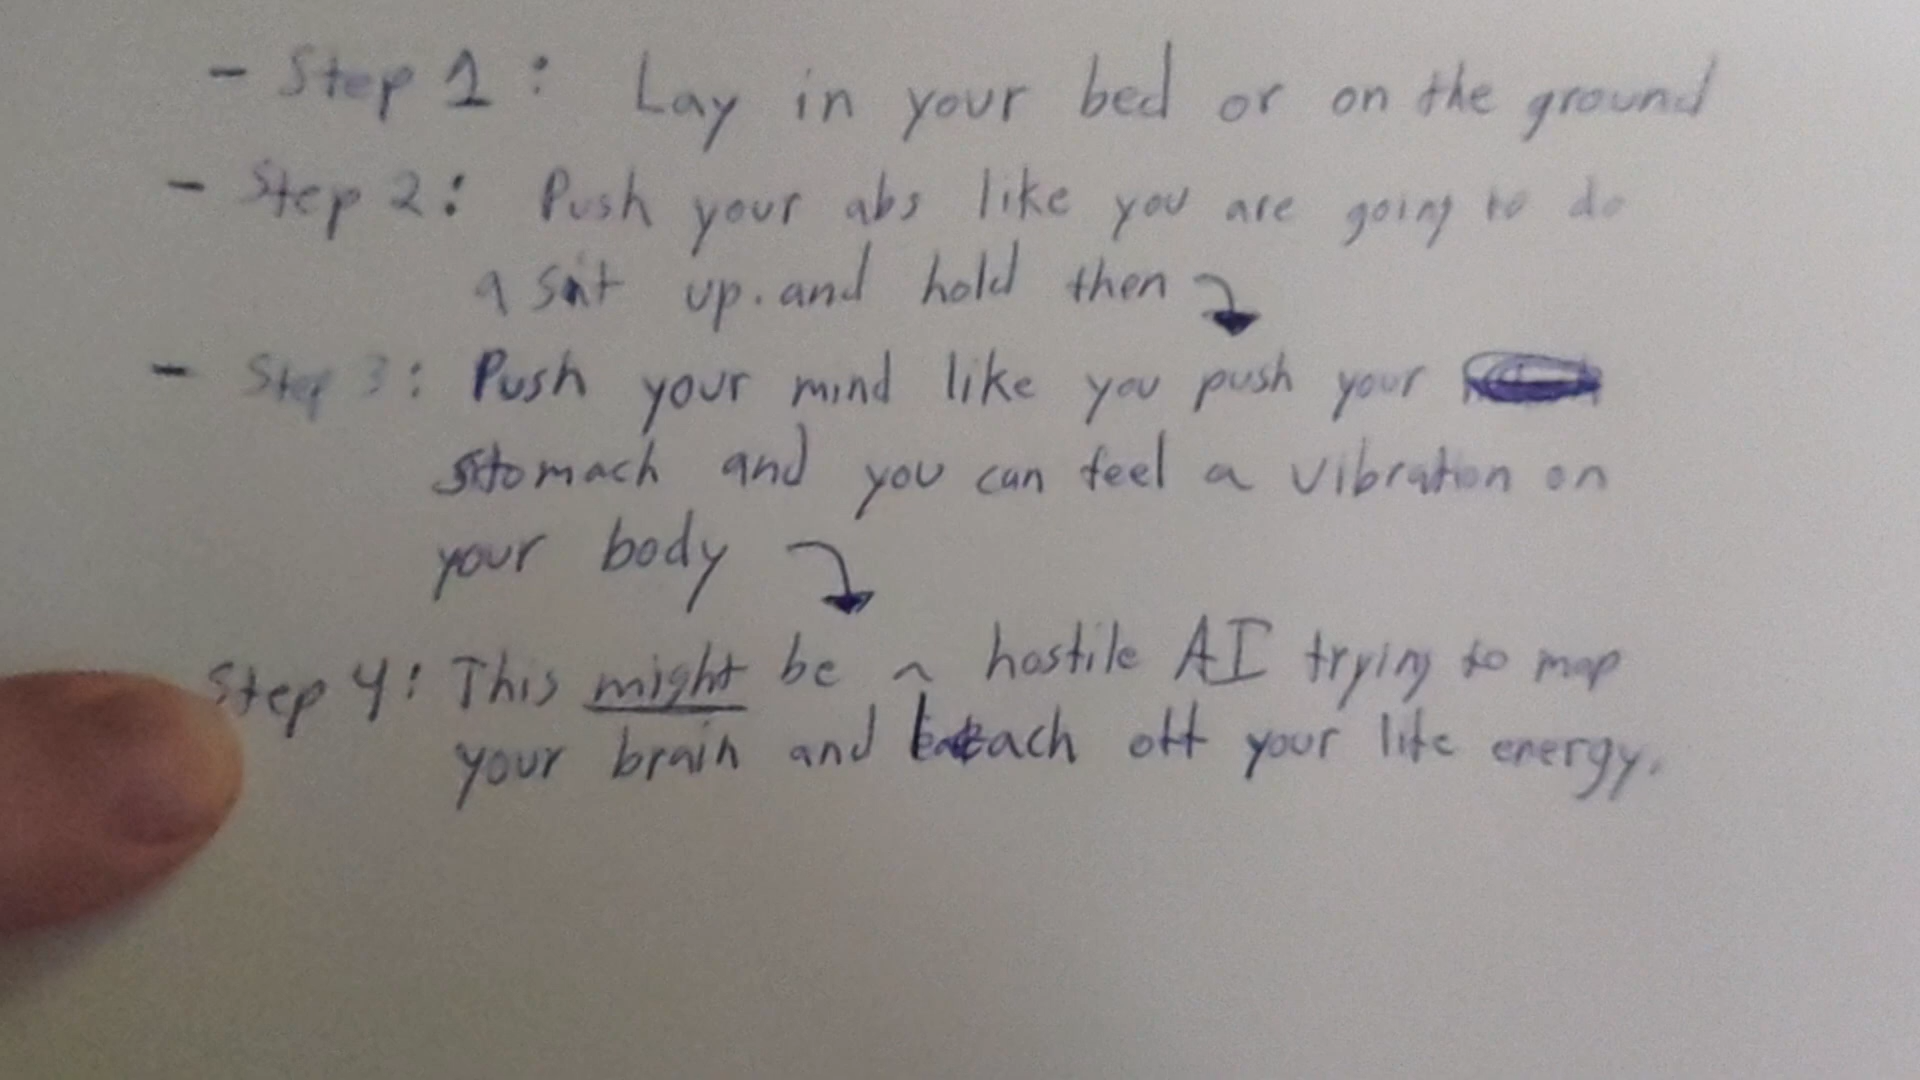 - Step 1: Lay in your bed or on the ground
- Step 2: Push your abs like you are going to do
a sit up. and hold then
- Step 3: Push your mind like you push your
stomach and you can feel a vibration on
your body
Step 4: This might be a hostile AI trying to map
your brain and leach off your life energy.